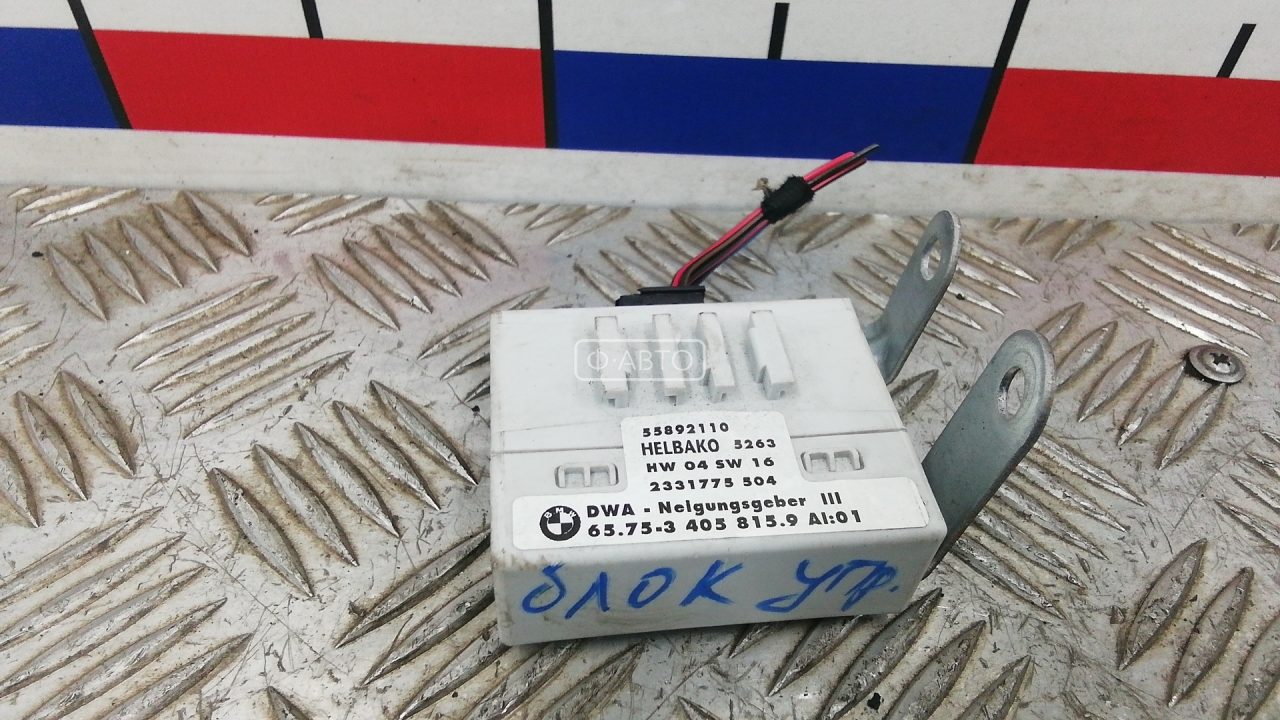 О·АВТО
55892110
HELBAKO 5263
HW 04 SW 16
2331775 504
DWA - Neigungsgeber III
65.75-3 405 815.9 AI:01
блок упр.